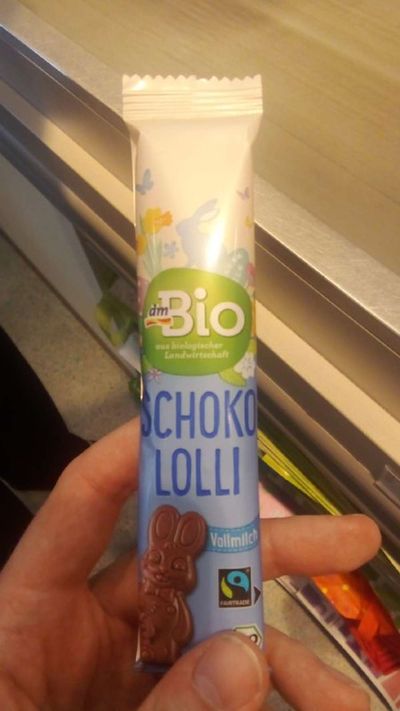 dm
Bio
aus biologischer
Landwirtschaft
SCHOKO
LOLLI
Vollmilch
FAIRTRADE